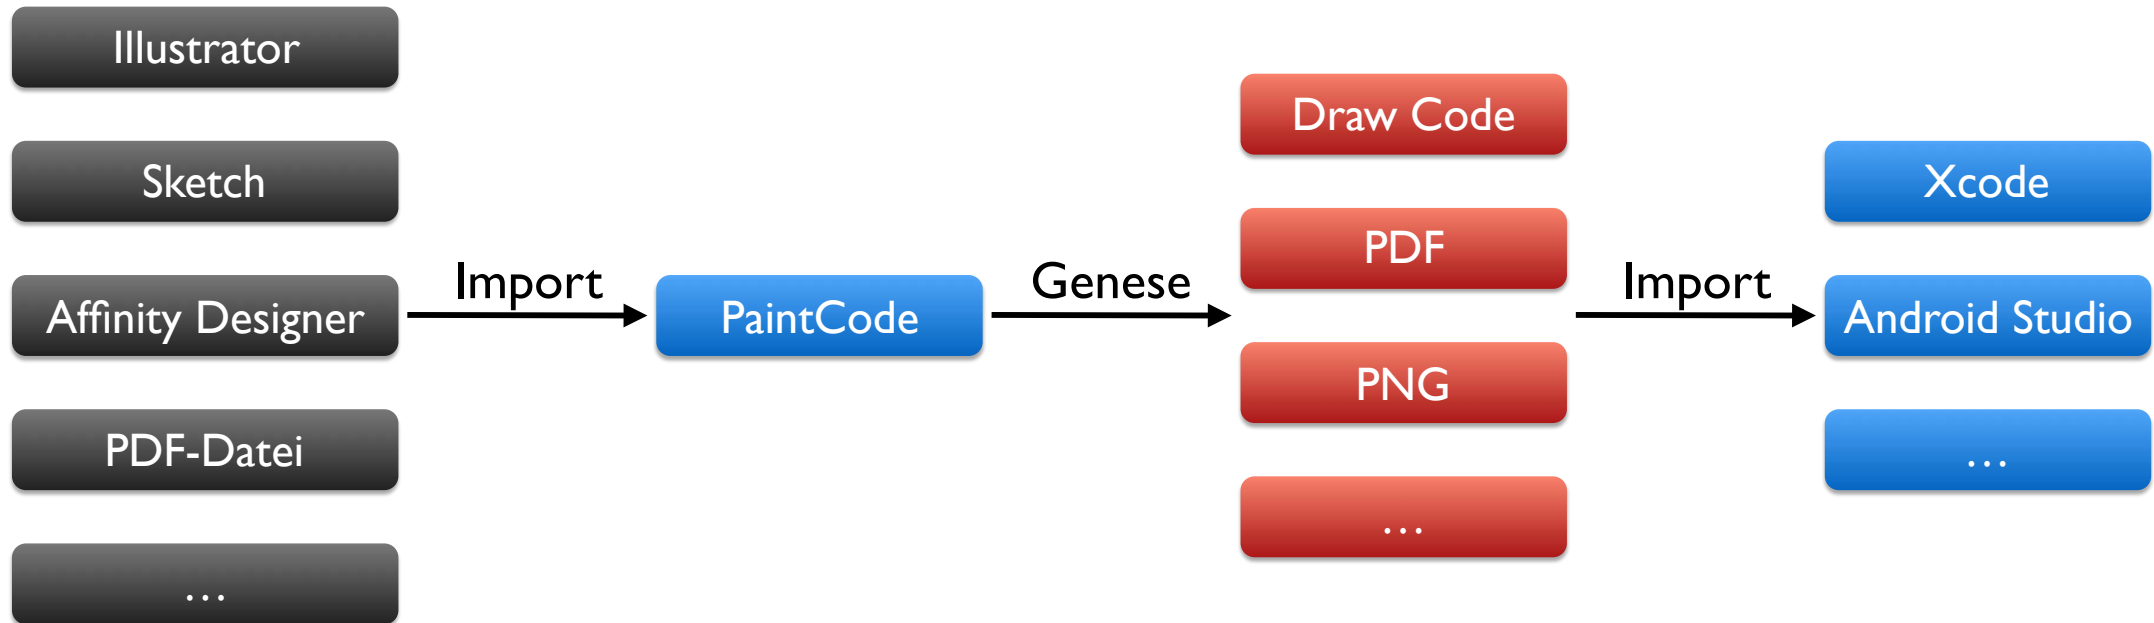 Illustrator
Sketch
Affinity Designer
PDF-Datei
…
Import
PaintCode
Genese
Draw Code
PDF
PNG
…
Import
Xcode
Android Studio
…